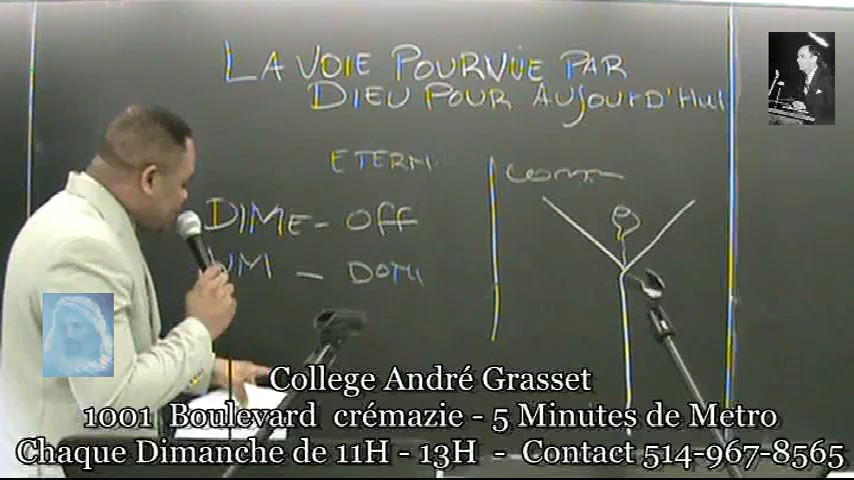 LA VOIE POURVUE PAR
DIEU POUR AUJOURD'HUI
ETERN
DIME - OFF
- DOM
College André Grasset
1001 Boulevard crémazie - 5 Minutes de Metro
Chaque Dimanche de 11H - 13H - Contact 514-967-8565